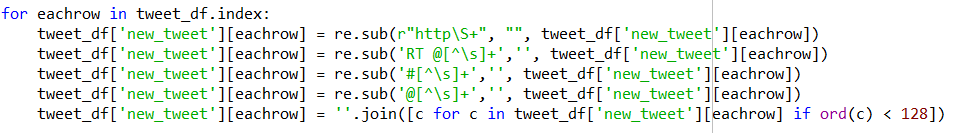 for eachrow in tweet_df.index:
    tweet_df['new_tweet'][eachrow] = re.sub(r"http\S+", "", tweet_df['new_tweet'][eachrow])
    tweet_df['new_tweet'][eachrow] = re.sub('RT @[^\s]+','', tweet_df['new_tweet'][eachrow])
    tweet_df['new_tweet'][eachrow] = re.sub('#[^\s]+','', tweet_df['new_tweet'][eachrow])
    tweet_df['new_tweet'][eachrow] = re.sub('@[^\s]+','', tweet_df['new_tweet'][eachrow])
    tweet_df['new_tweet'][eachrow] = ''.join([c for c in tweet_df['new_tweet'][eachrow] if ord(c) < 128])